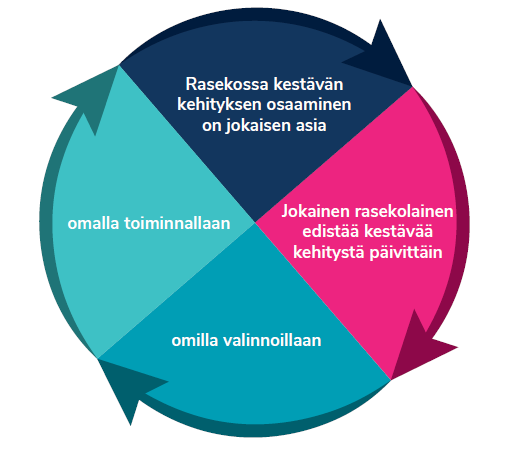 Rasekossa kestävän
kehityksen osaaminen
on jokaisen asia
Jokainen rasekolainen
edistää kestävää
kehitystä päivittäin
omilla valinnoillaan
omalla toiminnallaan